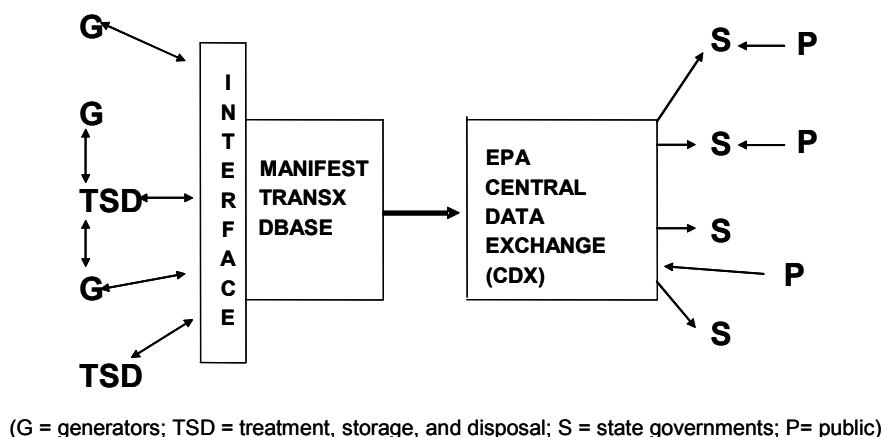 G
G
TSD
G
TSD
INTERFACE
MANIFEST
TRANSX
DBASE
EPA
CENTRAL
DATA
EXCHANGE
(CDX)
S P
S P
S
P
S
(G = generators; TSD = treatment, storage, and disposal; S = state governments; P= public)